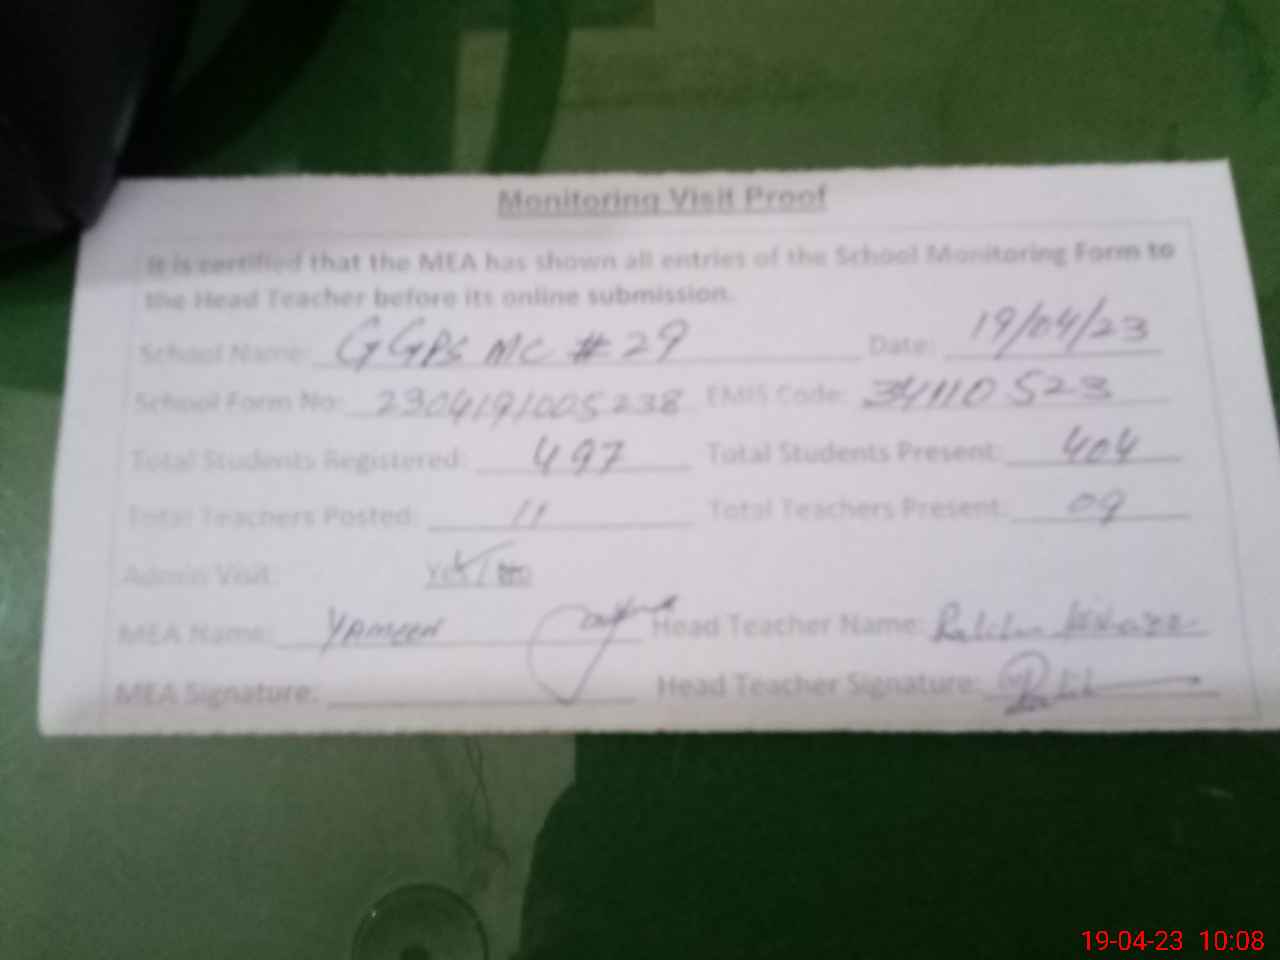 Monitoring Visit Proof
It is certified that the MEA has shown all entries of the School Monitoring Form to
the Head Teacher before its online submission.
School Name: GGPS MC # 29 Date: 19/04/23
School Form No: 2304191005238 EMIS Code: 34110523
Total Students Registered: 497 Total Students Present: 404
Total Teachers Posted: 11 Total Teachers Present: 09
Admin Visit: Yes/No
MEA Name: YAMEEN Head Teacher Name:
MEA Signature: Head Teacher Signature:
19-04-23 10:08